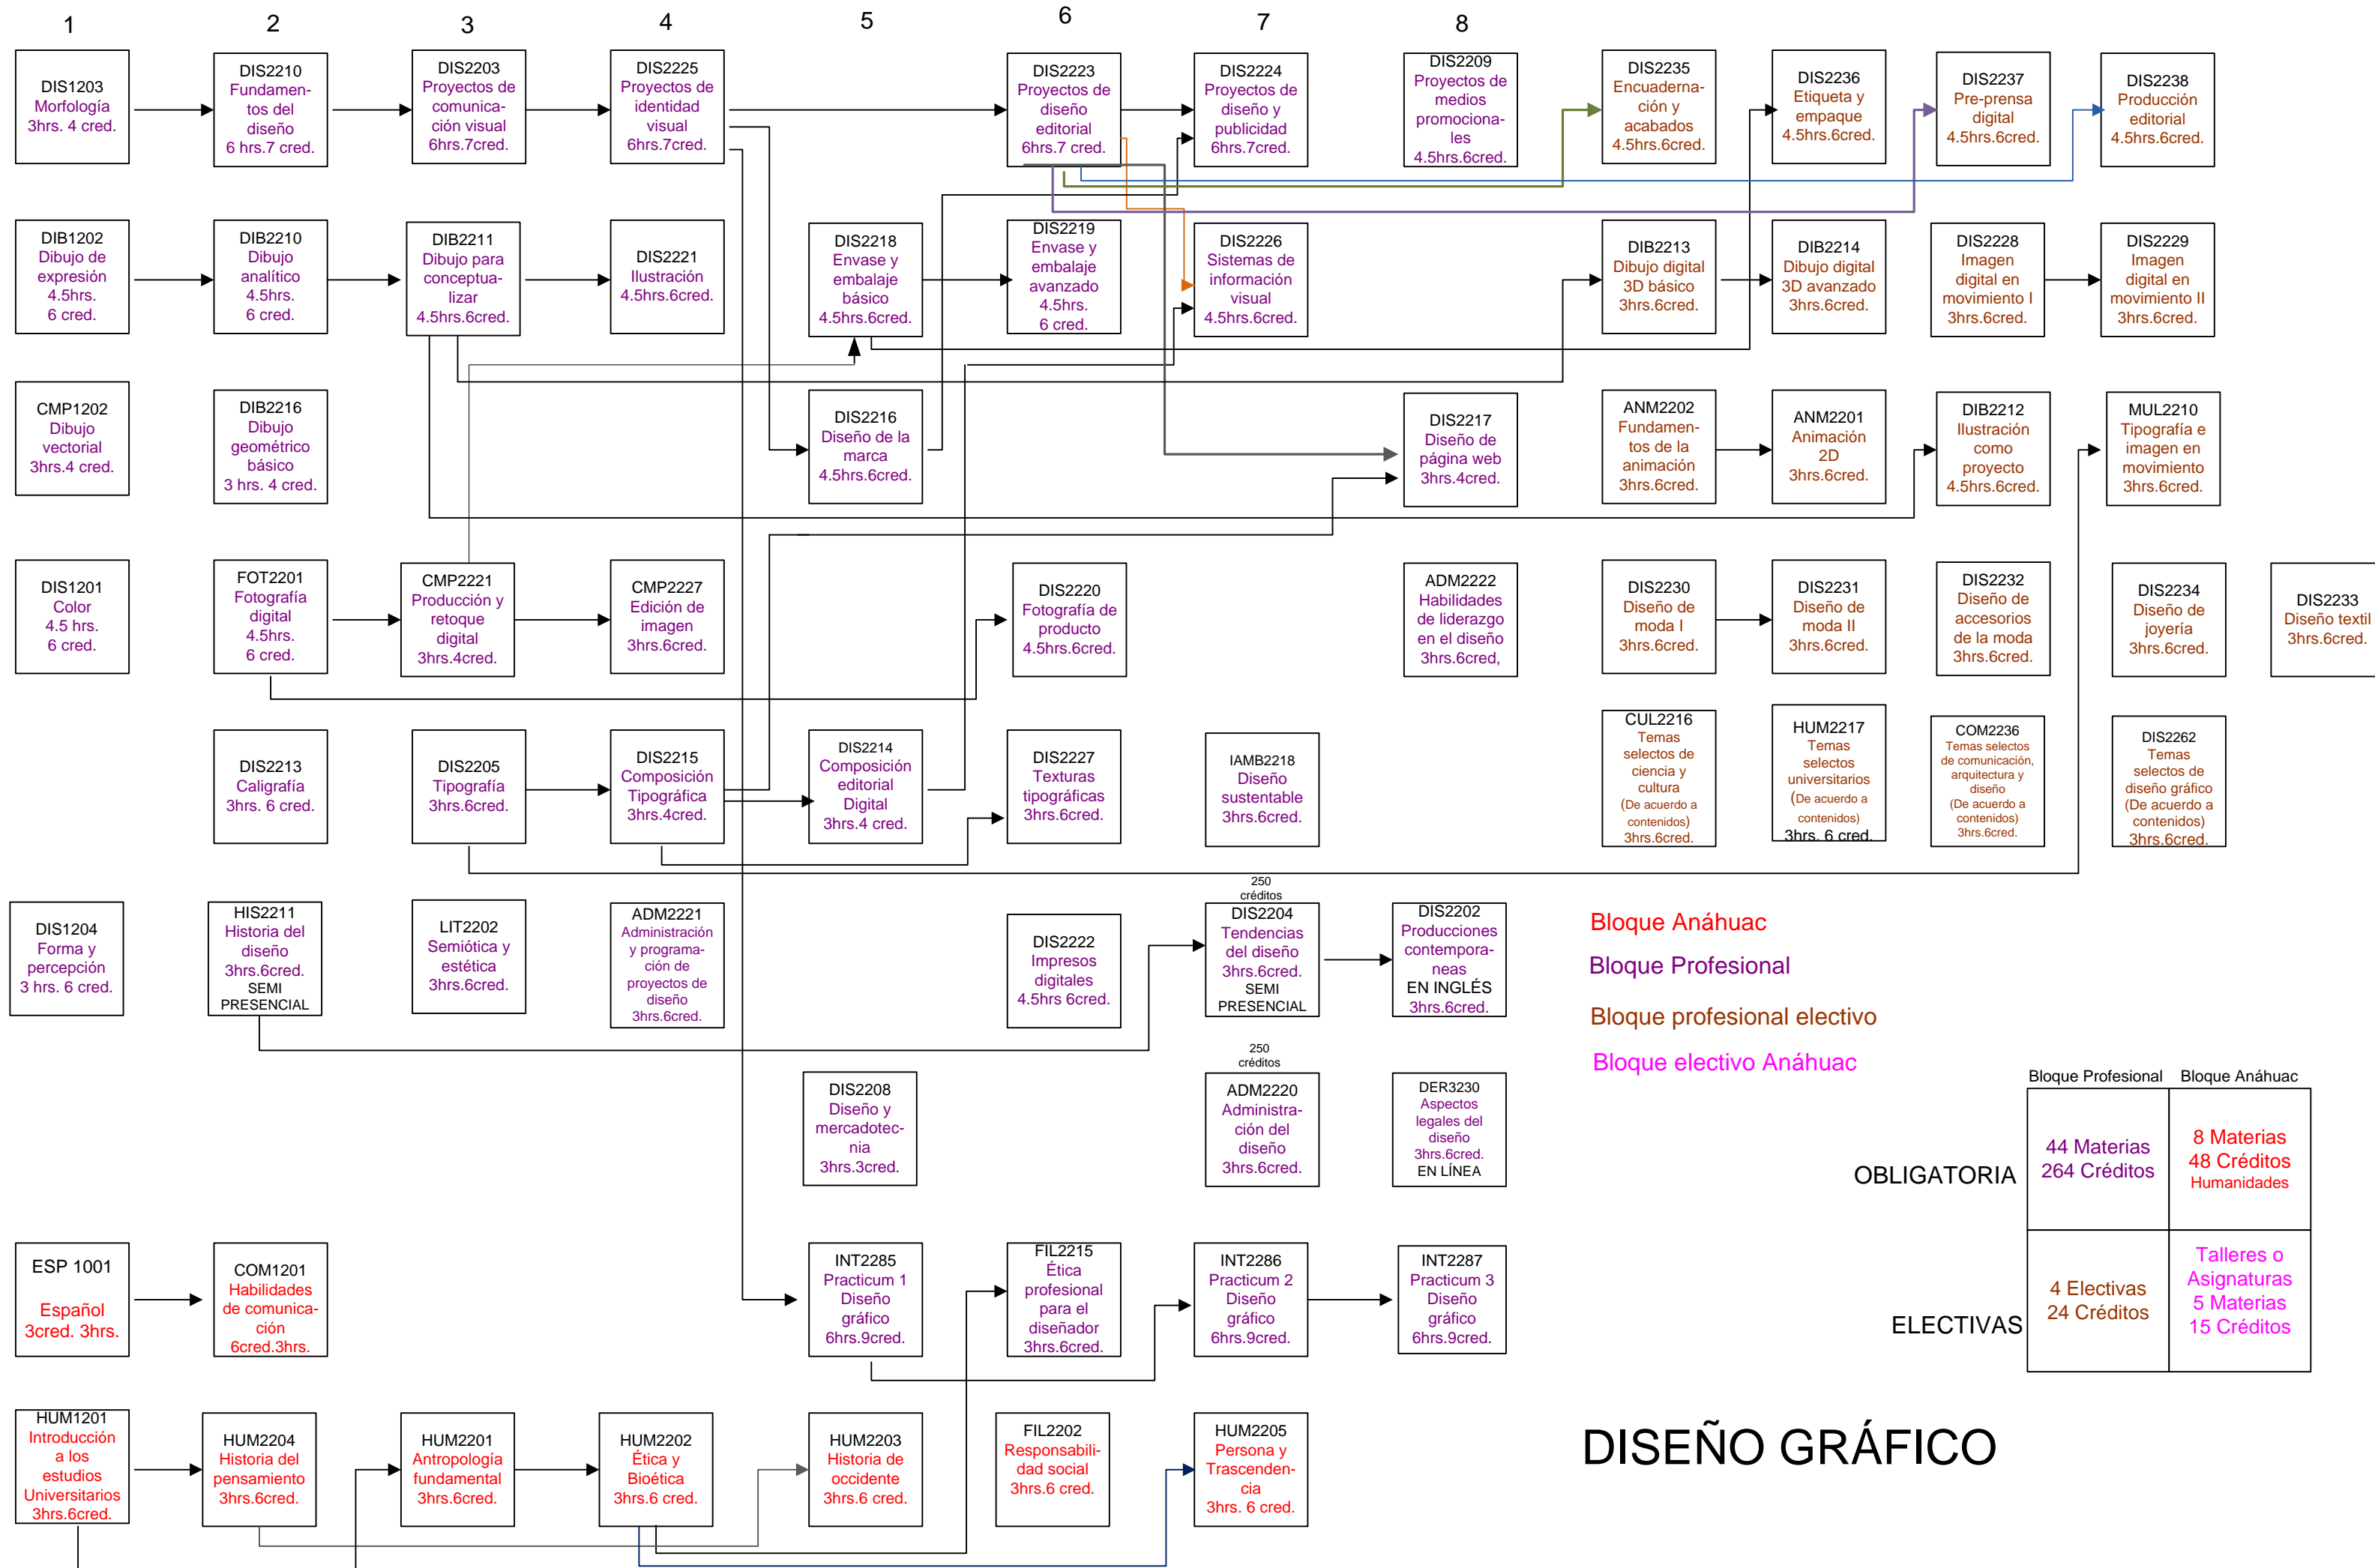 1
2
3
4
5
6
7
8
DIS1203
Morfología
3hrs. 4 cred.
DIS2210
Fundamen-
tos del
diseño
6 hrs.7 cred.
DIS2203
Proyectos de
comunica-
ción visual
6hrs.7cred.
DIS2225
Proyectos de
identidad
visual
6hrs.7cred.
DIS2223
Proyectos de
diseño
editorial
6hrs.7 cred.
DIS2224
Proyectos de
diseño y
publicidad
6hrs.7cred.
DIS2209
Proyectos de
medios
promociona-
les
4.5hrs.6cred.
DIS2235
Encuaderna-
ción y
acabados
4.5hrs.6cred.
DIS2236
Etiqueta y
empaque
4.5hrs.6cred.
DIS2237
Pre-prensa
digital
4.5hrs.6cred.
DIS2238
Producción
editorial
4.5hrs.6cred.
DIB1202
Dibujo de
expresión
4.5hrs.
6 cred.
DIB2210
Dibujo
analítico
4.5hrs.
6 cred.
DIB2211
Dibujo para
conceptua-
lizar
4.5hrs.6cred.
DIS2221
Ilustración
4.5hrs.6cred.
DIS2218
Envase y
embalaje
básico
4.5hrs.6cred.
DIS2219
Envase y
embalaje
avanzado
4.5hrs.
6 cred.
DIS2226
Sistemas de
información
visual
4.5hrs.6cred.
DIB2213
Dibujo digital
3D básico
3hrs.6cred.
DIB2214
Dibujo digital
3D avanzado
3hrs.6cred.
DIS2228
Imagen
digital en
movimiento I
3hrs.6cred.
DIS2229
Imagen
digital en
movimiento II
3hrs.6cred.
CMP1202
Dibujo
vectorial
3hrs.4 cred.
DIB2216
Dibujo
geométrico
básico
3 hrs. 4 cred.
DIS2216
Diseño de la
marca
4.5hrs.6cred.
DIS2217
Diseño de
página web
3hrs.4cred.
ANM2202
Fundamen-
tos de la
animación
3hrs.6cred.
ANM2201
Animación
2D
3hrs.6cred.
DIB2212
Ilustración
como
proyecto
4.5hrs.6cred.
MUL2210
Tipografía e
imagen en
movimiento
3hrs.6cred.
DIS1201
Color
4.5 hrs.
6 cred.
FOT2201
Fotografía
digital
4.5hrs.
6 cred.
CMP2221
Producción y
retoque
digital
3hrs.4cred.
CMP2227
Edición de
imagen
3hrs.6cred.
DIS2220
Fotografía de
producto
4.5hrs.6cred.
ADM2222
Habilidades
de liderazgo
en el diseño
3hrs.6cred,
DIS2230
Diseño de
moda I
3hrs.6cred.
DIS2231
Diseño de
moda II
3hrs.6cred.
DIS2232
Diseño de
accesorios
de la moda
3hrs.6cred.
DIS2234
Diseño de
joyería
3hrs.6cred.
DIS2233
Diseño textil
3hrs.6cred.
DIS2213
Caligrafía
3hrs. 6 cred.
DIS2205
Tipografía
3hrs.6cred.
DIS2215
Composición
Tipográfica
3hrs.4cred.
DIS2214
Composición
editorial
Digital
3hrs.4 cred.
DIS2227
Texturas
tipográficas
3hrs.6cred.
IAMB2218
Diseño
sustentable
3hrs.6cred.
CUL2216
Temas
selectos de
ciencia y
cultura
(De acuerdo a
contenidos)
3hrs.6cred.
HUM2217
Temas
selectos
universitarios
(De acuerdo a
contenidos)
3hrs. 6 cred.
COM2236
Temas selectos
de comunicación,
arquitectura y
diseño
(De acuerdo a
contenidos)
3hrs.6cred.
DIS2262
Temas
selectos de
diseño gráfico
(De acuerdo a
contenidos)
3hrs.6cred.
DIS1204
Forma y
percepción
3 hrs. 6 cred.
HIS2211
Historia del
diseño
3hrs.6cred.
SEMI
PRESENCIAL
LIT2202
Semiótica y
estética
3hrs.6cred.
ADM2221
Administración
y programa-
ción de
proyectos de
diseño
3hrs.6cred.
DIS2222
Impresos
digitales
4.5hrs 6cred.
250
créditos
DIS2204
Tendencias
del diseño
3hrs.6cred.
SEMI
PRESENCIAL
DIS2202
Producciones
contempora-
neas
EN INGLÉS
3hrs.6cred.
Bloque Anáhuac
Bloque Profesional
Bloque profesional electivo
Bloque electivo Anáhuac
DIS2208
Diseño y
mercadotec-
nia
3hrs.3cred.
250
créditos
ADM2220
Administra-
ción del
diseño
3hrs.6cred.
DER3230
Aspectos
legales del
diseño
3hrs.6cred.
EN LÍNEA
Bloque Profesional Bloque Anáhuac
OBLIGATORIA
44 Materias
264 Créditos
8 Materias
48 Créditos
Humanidades
ELECTIVAS
4 Electivas
24 Créditos
Talleres o
Asignaturas
5 Materias
15 Créditos
ESP 1001
Español
3cred. 3hrs.
COM1201
Habilidades
de comunica-
ción
6cred.3hrs.
INT2285
Practicum 1
Diseño
gráfico
6hrs.9cred.
FIL2215
Ética
profesional
para el
diseñador
3hrs.6cred.
INT2286
Practicum 2
Diseño
gráfico
6hrs.9cred.
INT2287
Practicum 3
Diseño
gráfico
6hrs.9cred.
HUM1201
Introducción
a los
estudios
Universitarios
3hrs.6cred.
HUM2204
Historia del
pensamiento
3hrs.6cred.
HUM2201
Antropología
fundamental
3hrs.6cred.
HUM2202
Ética y
Bioética
3hrs.6 cred.
HUM2203
Historia de
occidente
3hrs.6 cred.
FIL2202
Responsabili-
dad social
3hrs.6 cred.
HUM2205
Persona y
Trascenden-
cia
3hrs. 6 cred.
DISEÑO GRÁFICO